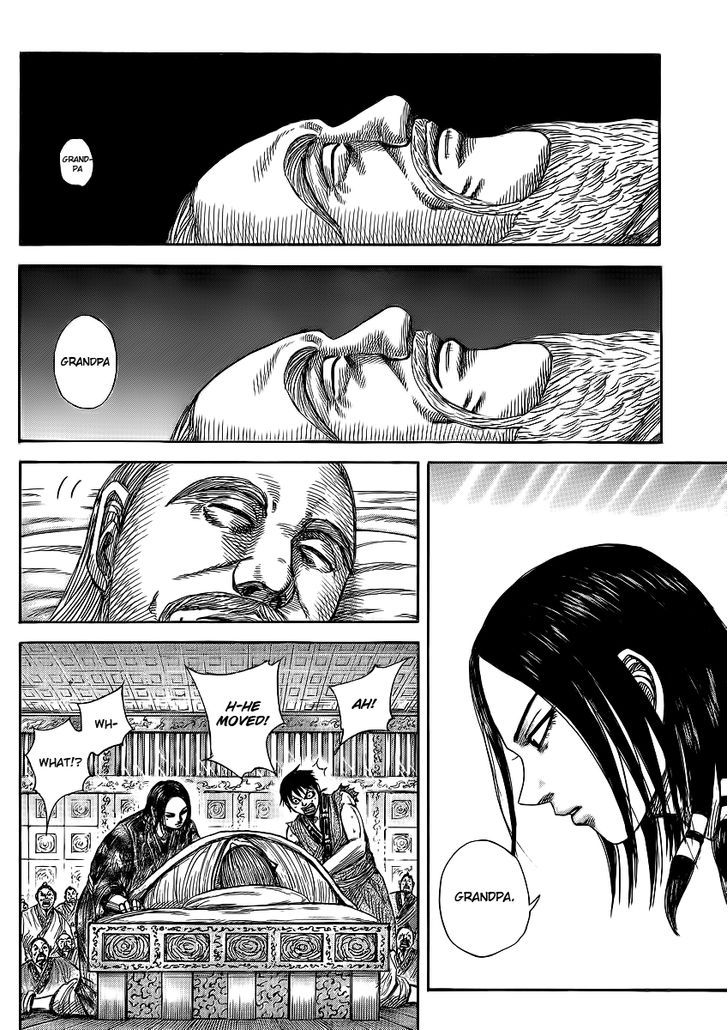 GRAND-
PA
GRANDPA
GRANDPA.
AH!
H-HE
MOVED!
WH-
WHAT!?